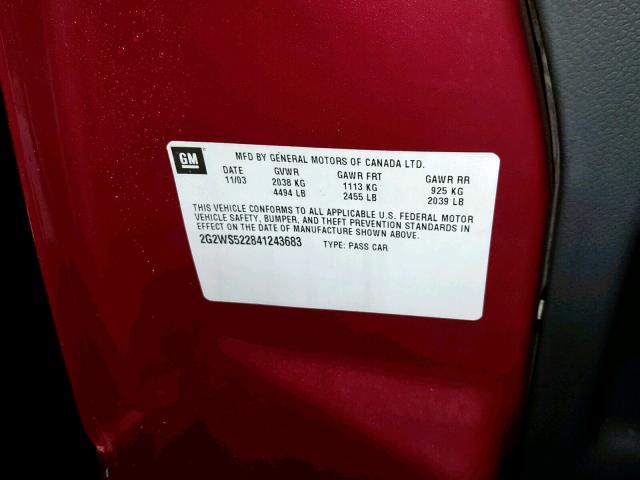 GM
MFD BY GENERAL MOTORS OF CANADA LTD.
DATE GVWR GAWR FRT GAWR RR
11/03 2038 KG 1113 KG 925 KG
4494 LB 2455 LB 2039 LB
THIS VEHICLE CONFORMS TO ALL APPLICABLE U.S. FEDERAL MOTOR
VEHICLE SAFETY, BUMPER, AND THEFT PREVENTION STANDARDS IN
EFFECT ON THE DATE OF MANUFACTURE SHOWN ABOVE.
2G2WS522841243683 TYPE: PASS CAR